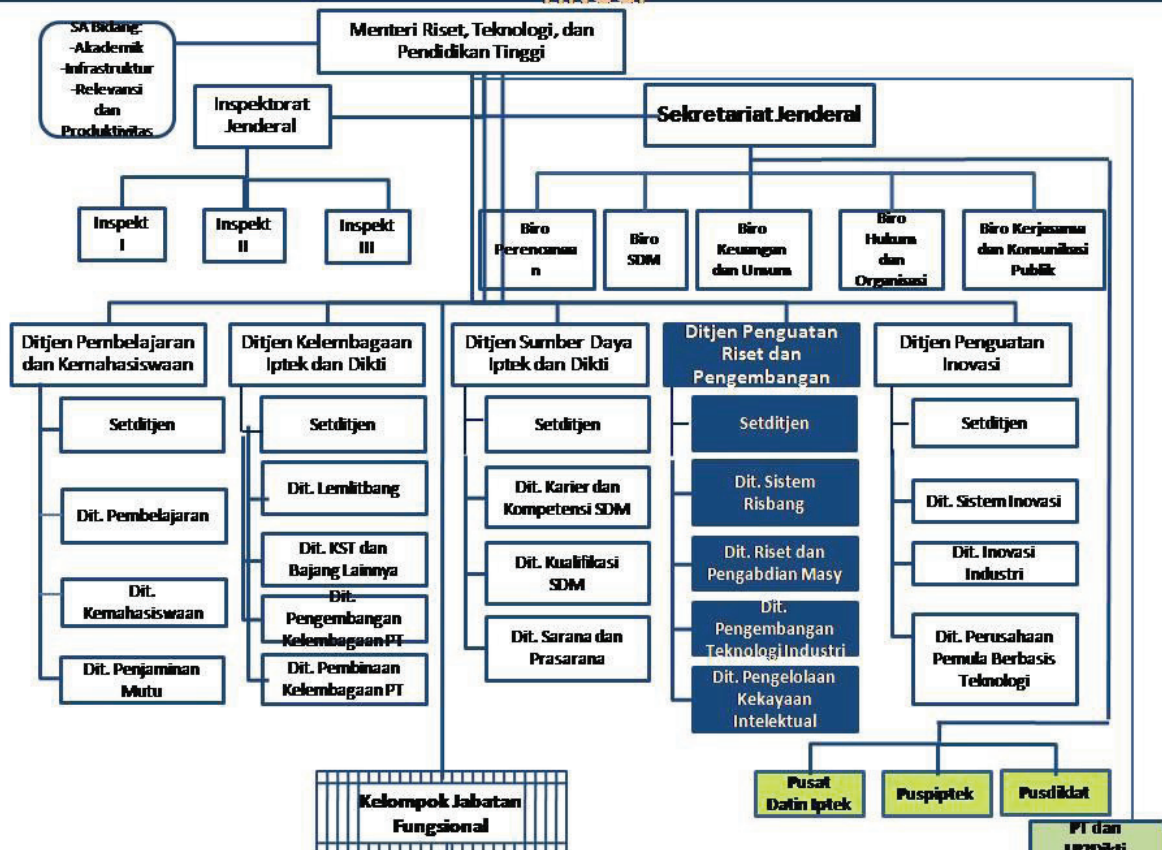 SA Bidang:
-Akademik
-Infrastruktur
-Relevansi
dan
Produktivitas
Menteri Riset, Teknologi, dan
Pendidikan Tinggi
Inspektorat
Jenderal
Sekretariat Jenderal
Inspekt
I
Inspekt
II
Inspekt
III
Biro
Perencanaa
n
Biro
SDM
Biro
Keuangan
dan Umum
Biro
Hukum
dan
Organisasi
Biro Kerjasama
dan Komunikasi
Publik
Ditjen Pembelajaran
dan Kemahasiswaan
Setditjen
Dit. Pembelajaran
Dit.
Kemahasiswaan
Dit. Penjaminan
Mutu
Ditjen Kelembagaan
Iptek dan Dikti
Setditjen
Dit. Lemlitbang
Dit. KST dan
Bajang Lainnya
Dit.
Pengembangan
Kelembagaan PT
Dit. Pembinaan
Kelembagaan PT
Ditjen Sumber Daya
Iptek dan Dikti
Setditjen
Dit. Karier dan
Kompetensi SDM
Dit. Kualifikasi
SDM
Dit. Sarana dan
Prasarana
Ditjen Penguatan
Riset dan
Pengembangan
Setditjen
Dit. Sistem
Risbang
Dit. Riset dan
Pengabdian Masy
Dit.
Pengembangan
Teknologi Industri
Dit. Pengelolaan
Kekayaan
Intelektual
Ditjen Penguatan
Inovasi
Setditjen
Dit. Sistem Inovasi
Dit. Inovasi
Industri
Dit. Perusahaan
Pemula Berbasis
Teknologi
Kelompok Jabatan
Fungsional
Pusat
Datin Iptek
Puspiptek
Pusdiklat
PT dan